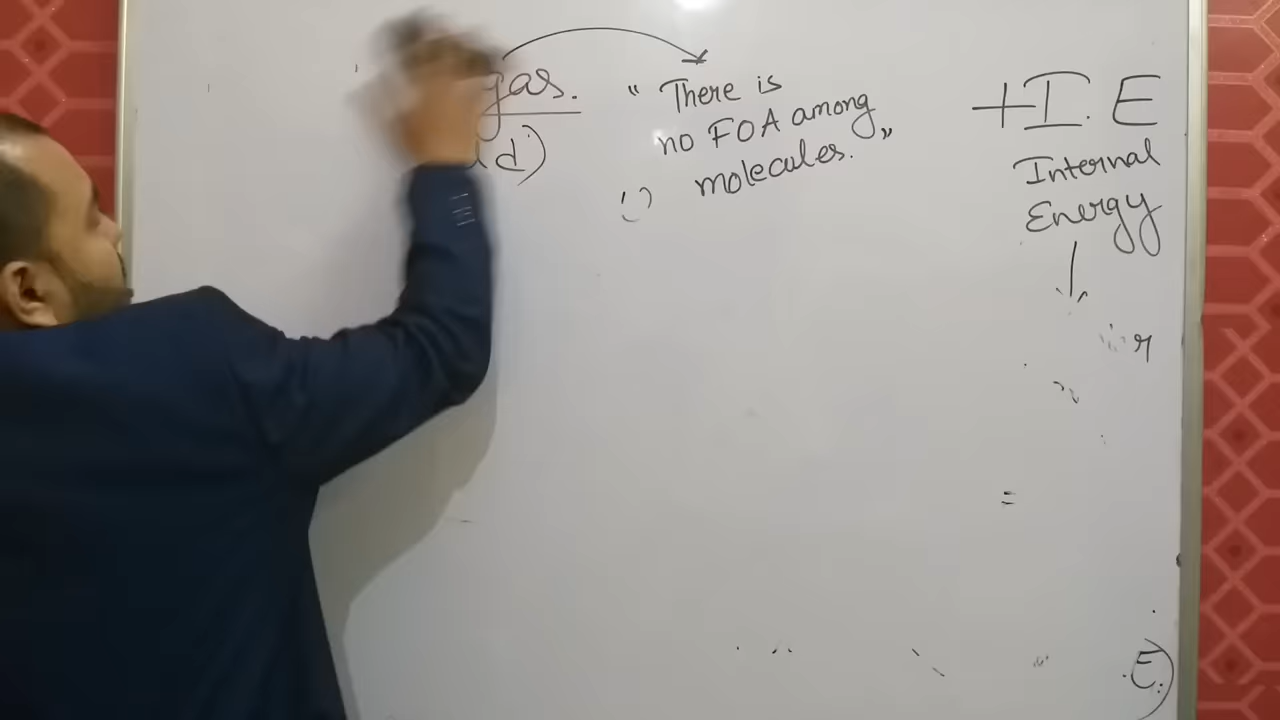 gas.
“ There is
no FOA among
molecules. ”
+I.E
Internal
Energy